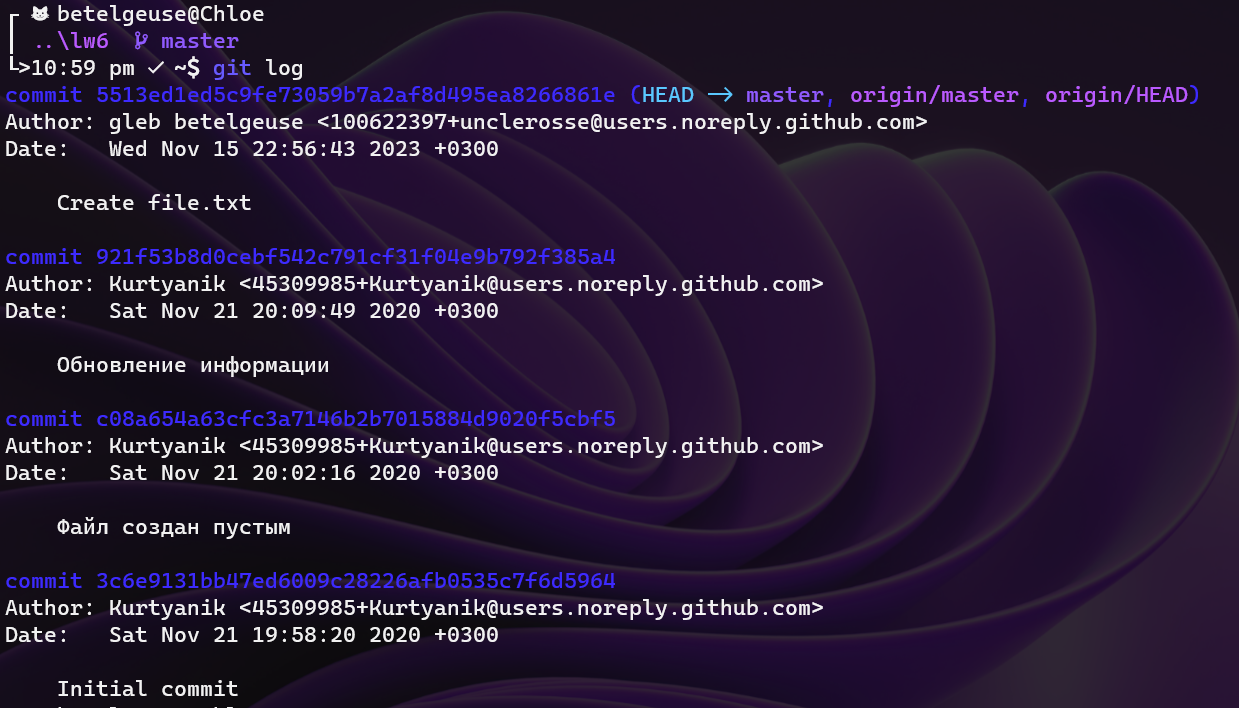 betelgeuse@Chloe
..\lw6 master
└>10:59 pm ✓ ~$ git log
commit 5513ed1ed5c9fe73059b7a2af8d495ea8266861e (HEAD -> master, origin/master, origin/HEAD)
Author: gleb betelgeuse <100622397+unclerosse@users.noreply.github.com>
Date:   Wed Nov 15 22:56:43 2023 +0300
Create file.txt
commit 921f53b8d0cebf542c791cf31f04e9b792f385a4
Author: Kurtyanik <45309985+Kurtyanik@users.noreply.github.com>
Date:   Sat Nov 21 20:09:49 2020 +0300
Обновление информации
commit c08a654a63cfc3a7146b2b7015884d9020f5cbf5
Author: Kurtyanik <45309985+Kurtyanik@users.noreply.github.com>
Date:   Sat Nov 21 20:02:16 2020 +0300
Файл создан пустым
commit 3c6e9131bb47ed6009c28226afb0535c7f6d5964
Author: Kurtyanik <45309985+Kurtyanik@users.noreply.github.com>
Date:   Sat Nov 21 19:58:20 2020 +0300
Initial commit